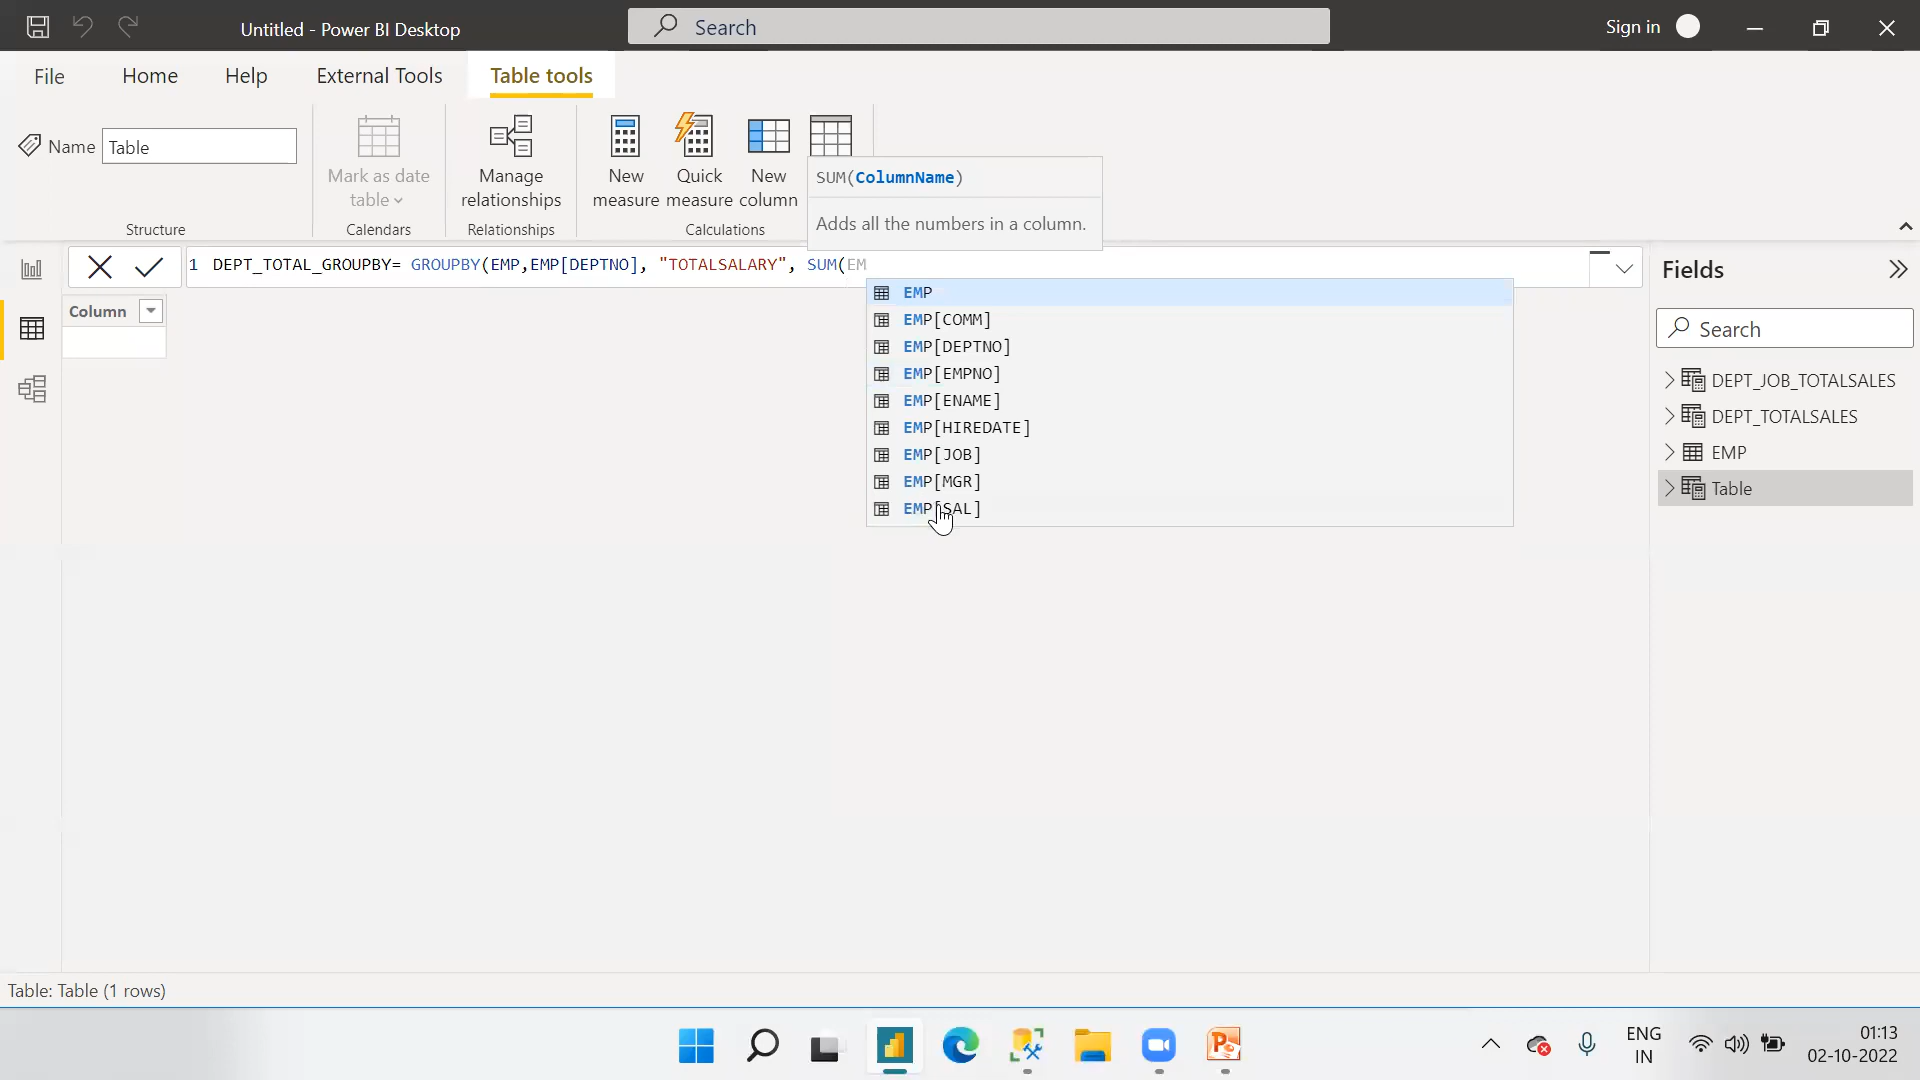 Untitled - Power BI Desktop
Search
Sign in
File
Home
Help
External Tools
Table tools
Name
Table
Mark as date
table
Manage
relationships
New
measure
Quick
measure
New
column
Structure
Calendars
Relationships
Calculations
SUM(ColumnName)
Adds all the numbers in a column.
1 DEPT_TOTAL_GROUPBY= GROUPBY(EMP,EMP[DEPTNO], "TOTALSALARY", SUM(EM
EMP
EMP[COMM]
EMP[DEPTNO]
EMP[EMPNO]
EMP[ENAME]
EMP[HIREDATE]
EMP[JOB]
EMP[MGR]
EMP[SAL]
Column
Fields
Search
DEPT_JOB_TOTALSALES
DEPT_TOTALSALES
EMP
Table
Table: Table (1 rows)
ENG
IN
01:13
02-10-2022